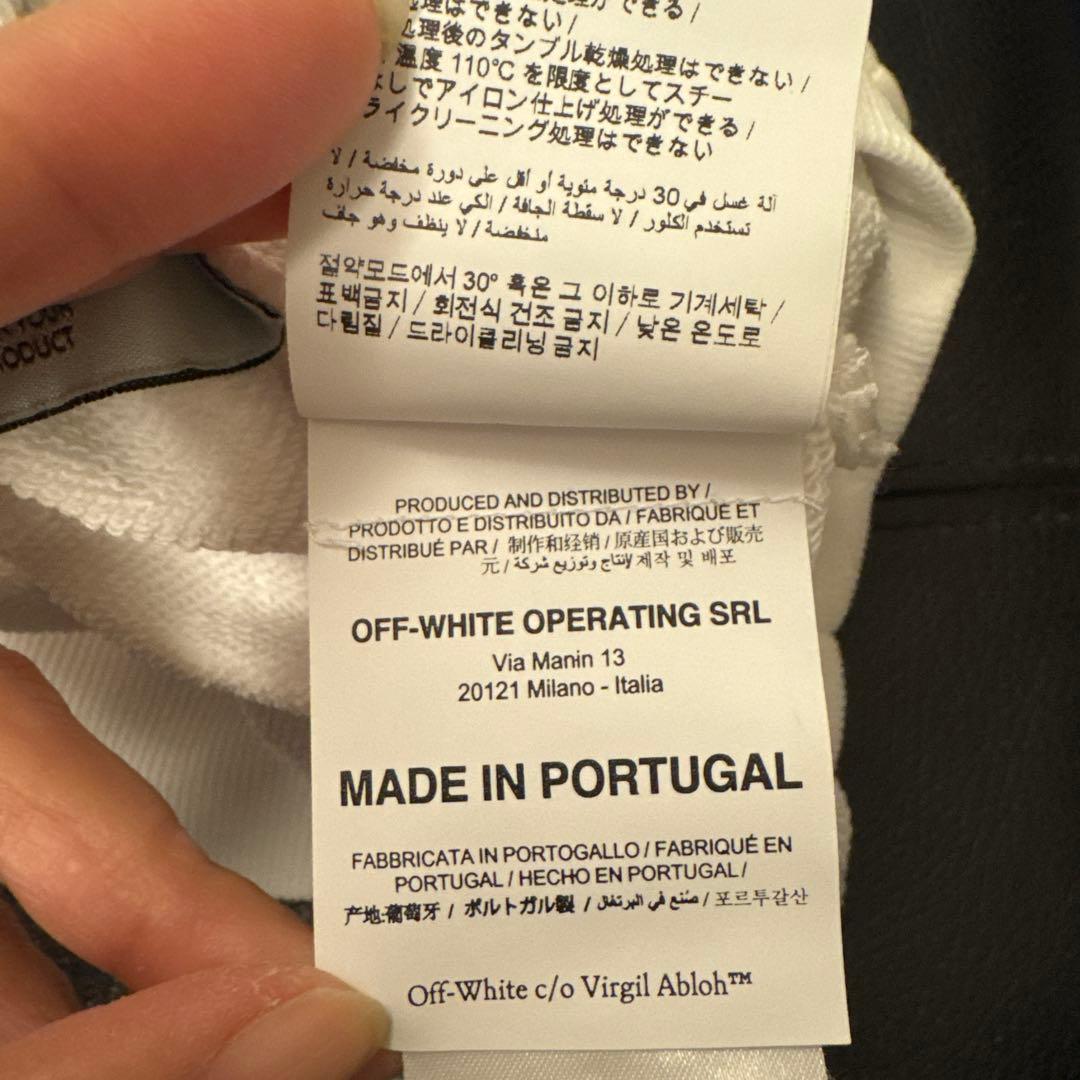 理はできない /
処理後のタンブル乾燥処理はできない /
温度 110℃ を限度としてスチー
しでアイロン仕上げ処理ができる /
ライクリーニング処理はできない
آلة غسل في 30 درجة مئوية أو أقل على دورة مخفضة / لا
تستخدم الكلور / لا سقطة الجافة / الكي عند درجة حرارة
منخفضة / لا ينظف وهو جاف
절약모드에서 30° 혹은 그 이하로 기계세탁 /
표백금지 / 회전식 건조 금지 / 낮은 온도로
다림질 / 드라이클리닝 금지
YOUR
PRODUCT
PRODUCED AND DISTRIBUTED BY /
PRODOTTO E DISTRIBUITO DA / FABRIQUÉ ET
DISTRIBUÉ PAR / 制作和经销 / 原産国および販売
元 / إنتاج وتوزيع شركة/ 제작 및 배포
OFF-WHITE OPERATING SRL
Via Manin 13
20121 Milano - Italia
MADE IN PORTUGAL
FABBRICATA IN PORTOGALLO / FABRIQUÉ EN
PORTUGAL / HECHO EN PORTUGAL /
产地:葡萄牙 / ポルトガル製 / صنع في البرتغال / 포르투갈산
Off-White c/o Virgil Abloh™